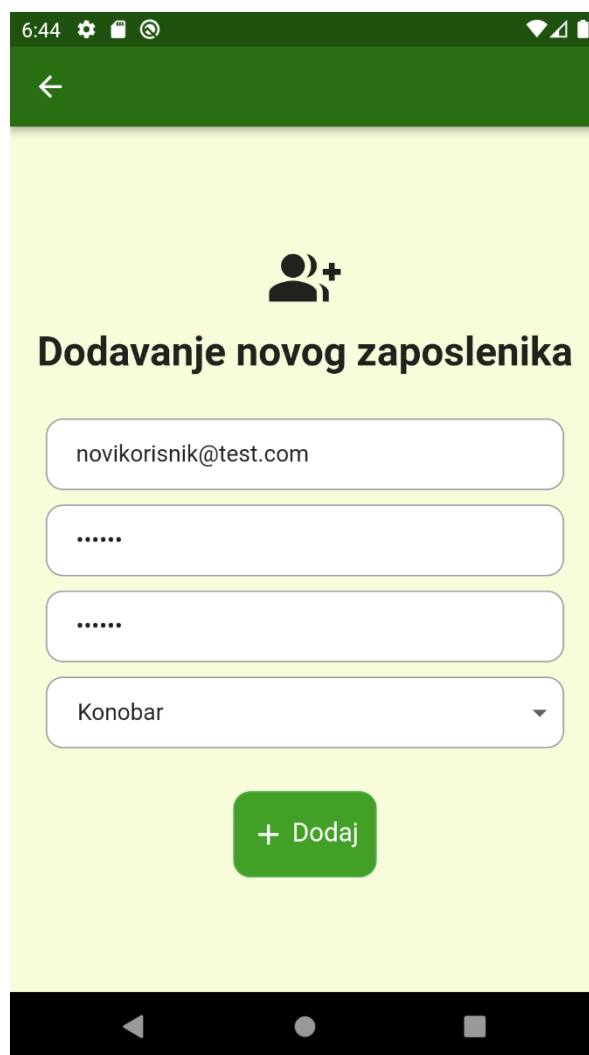 6:44
Dodavanje novog zaposlenika
novikorisnik@test.com
••••••
••••••
Konobar
+ Dodaj